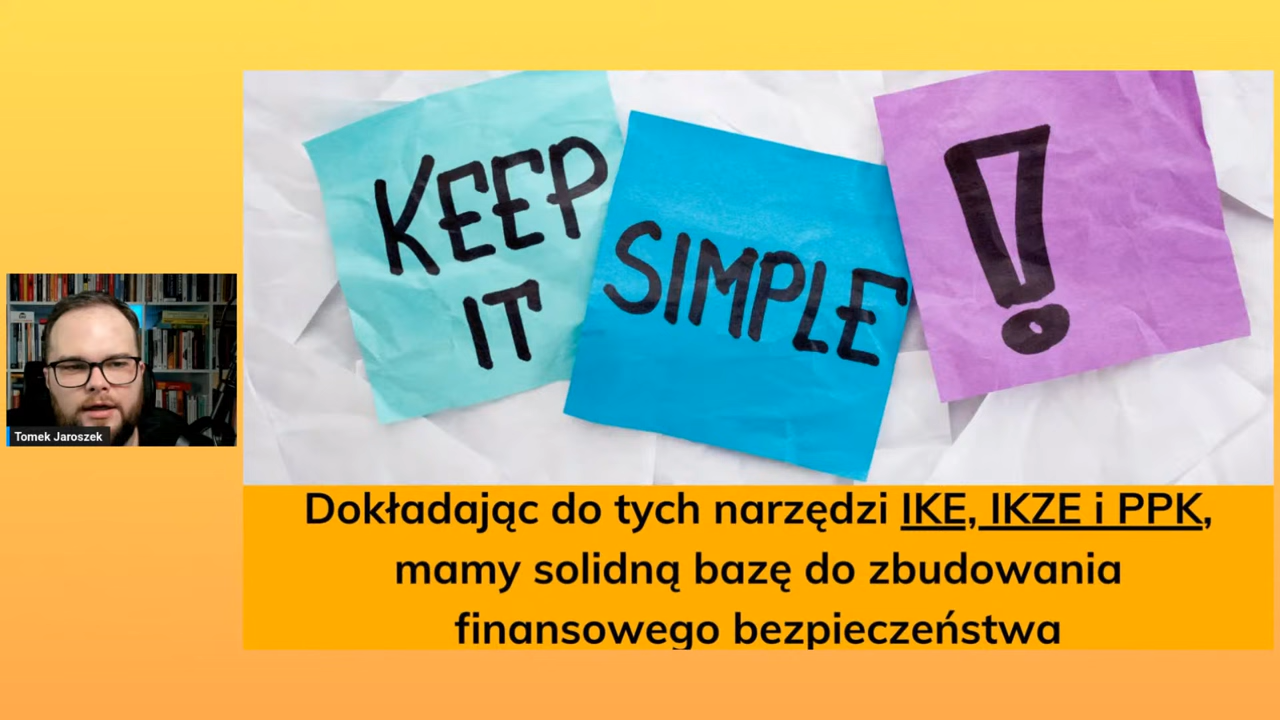 KEEP
IT
SIMPLE
!
Dokładając do tych narzędzi IKE, IKZE i PPK,
mamy solidną bazę do zbudowania
finansowego bezpieczeństwa
Tomek Jaroszek